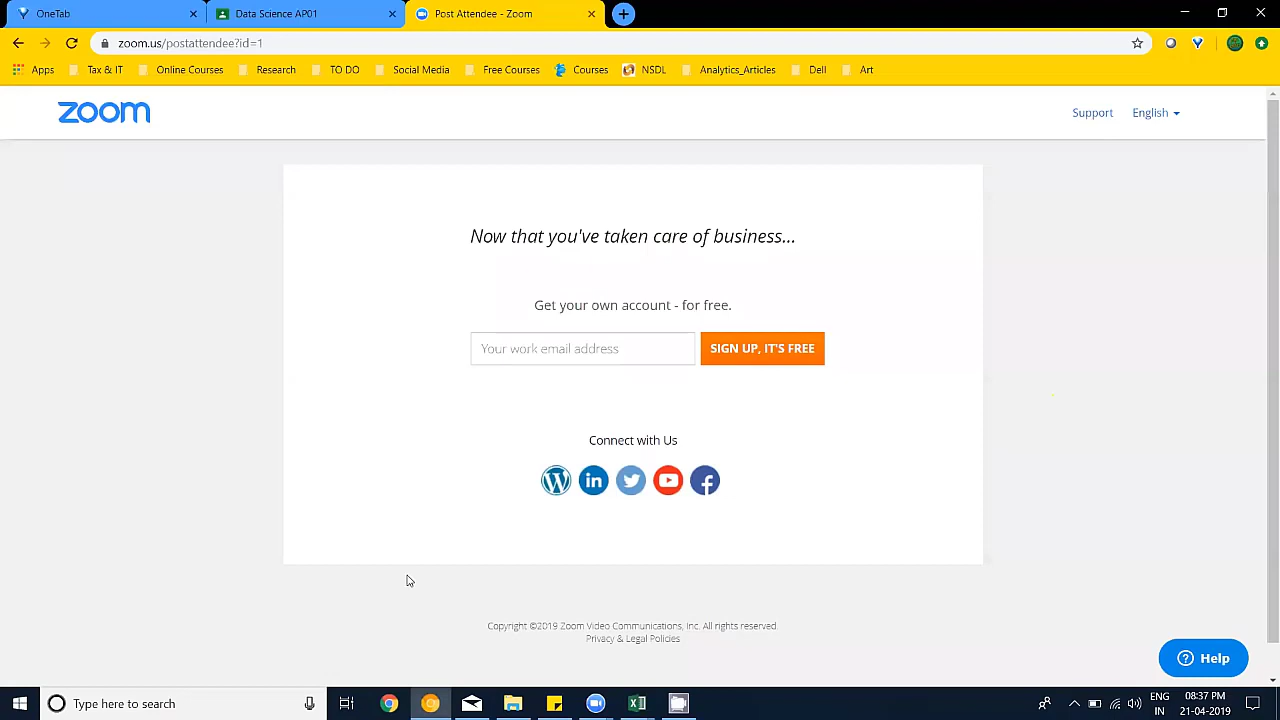 OneTab
Data Science AP01
Post Attendee - Zoom
zoom.us/postattendee?id=1
Apps
Tax & IT
Online Courses
Research
TO DO
Social Media
Free Courses
Courses
NSDL
Analytics_Articles
Dell
Art
zoom
Support
English
Now that you've taken care of business...
Get your own account - for free.
Your work email address
SIGN UP, IT'S FREE
Connect with Us
Copyright ©2019 Zoom Video Communications, Inc. All rights reserved.
Privacy & Legal Policies
Help
Type here to search
ENG
IN
08:37 PM
21-04-2019